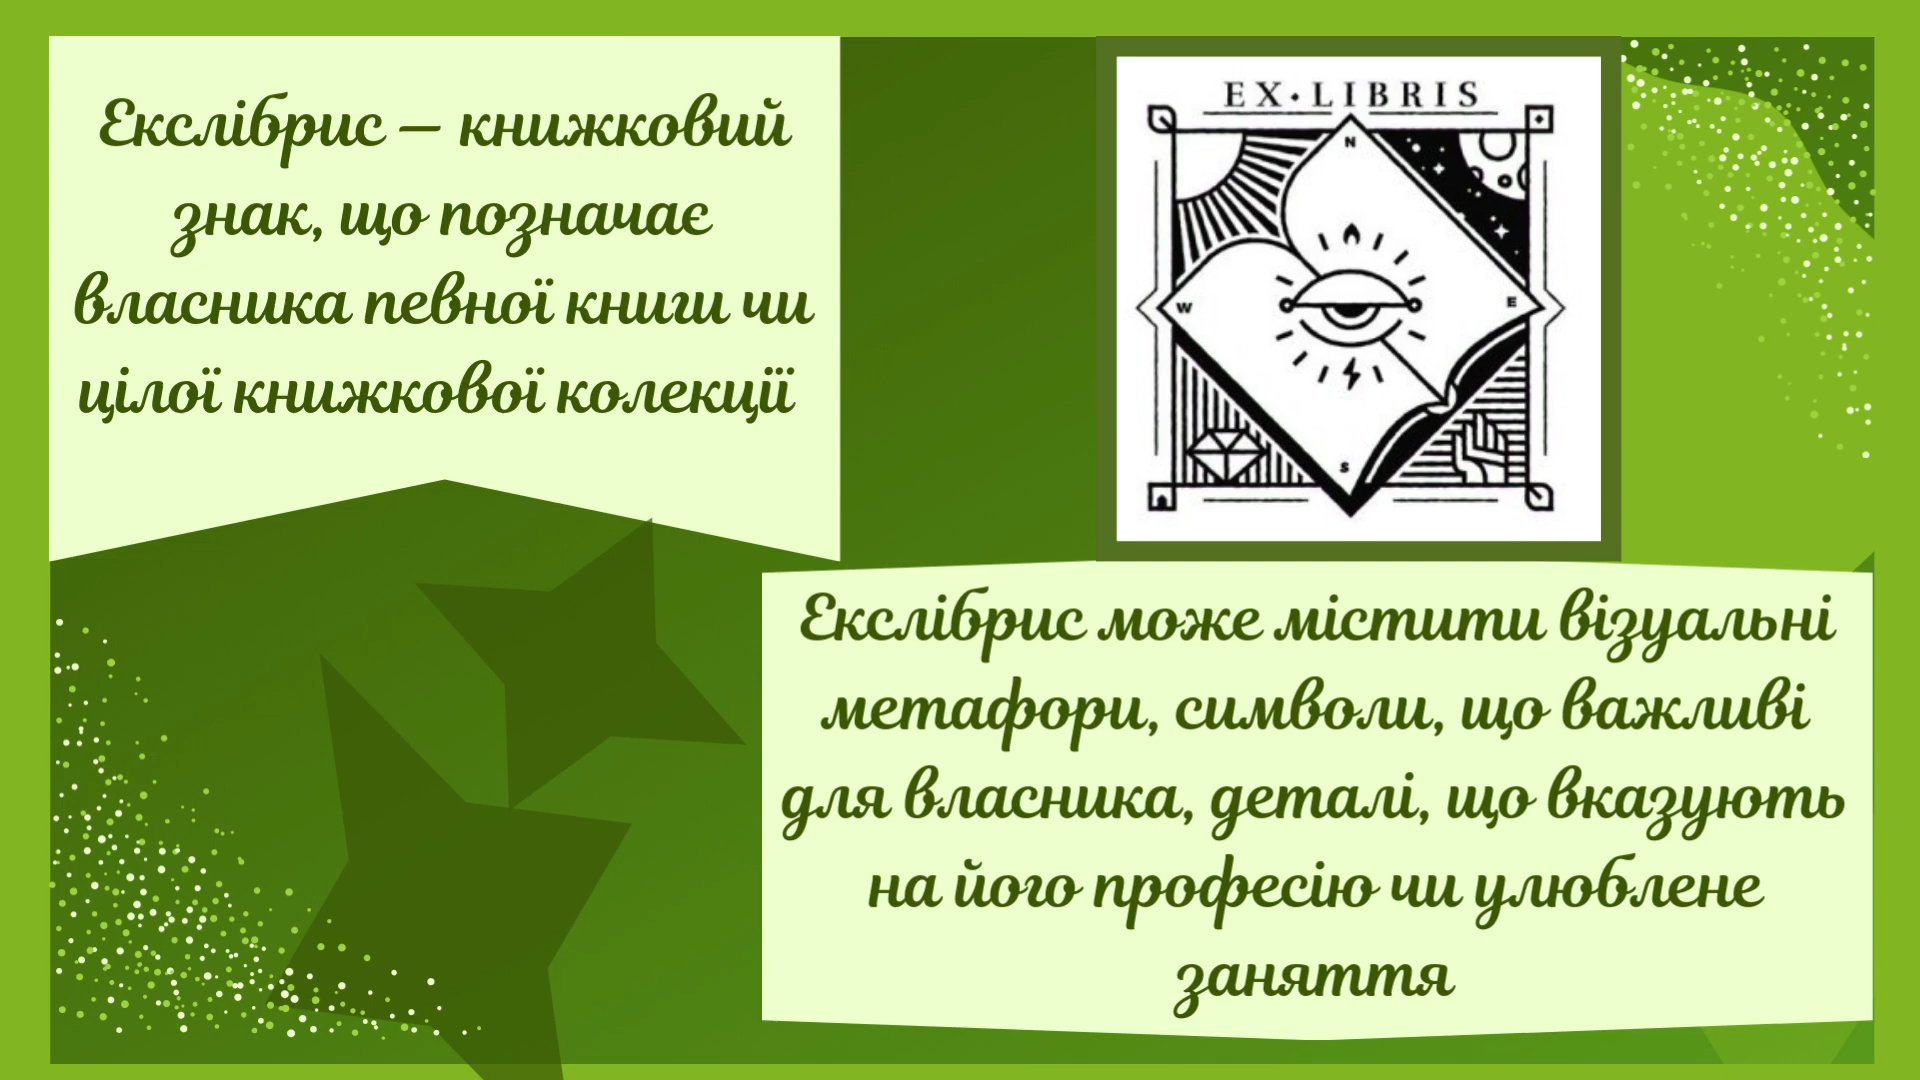 Екслібрис – книжковий
знак, що позначає
власника певної книги чи
цілої книжкової колекції
EX·LIBRIS
N
W
E
S
Екслібрис може містити візуальні
метафори, символи, що важливі
для власника, деталі, що вказують
на його професію чи улюблене
заняття